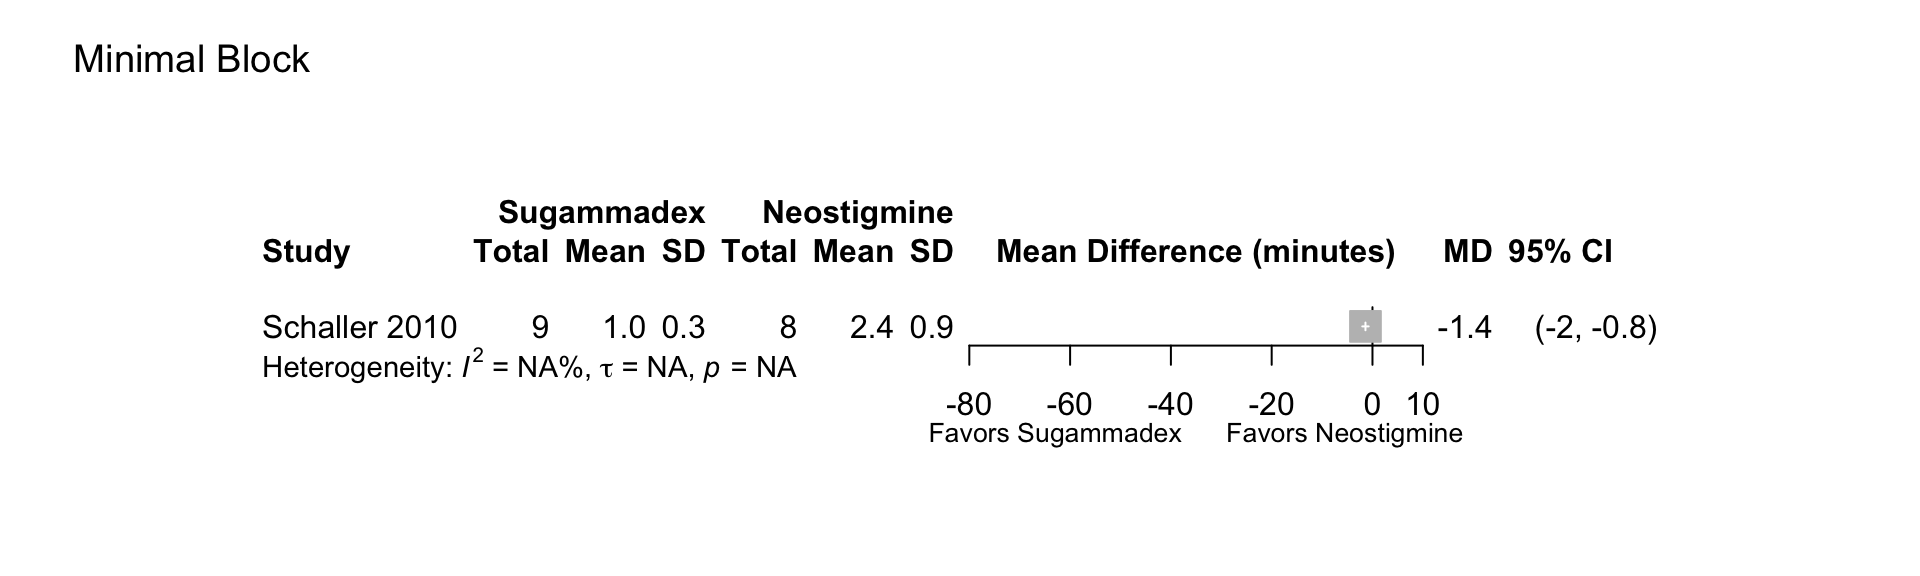 Minimal Block
Sugammadex Neostigmine
Study Total Mean SD Total Mean SD Mean Difference (minutes) MD 95% CI
Schaller 2010 9 1.0 0.3 8 2.4 0.9 -1.4 (-2, -0.8)
Heterogeneity: I² = NA%, τ = NA, p = NA
-80 -60 -40 -20 0 10
Favors Sugammadex Favors Neostigmine